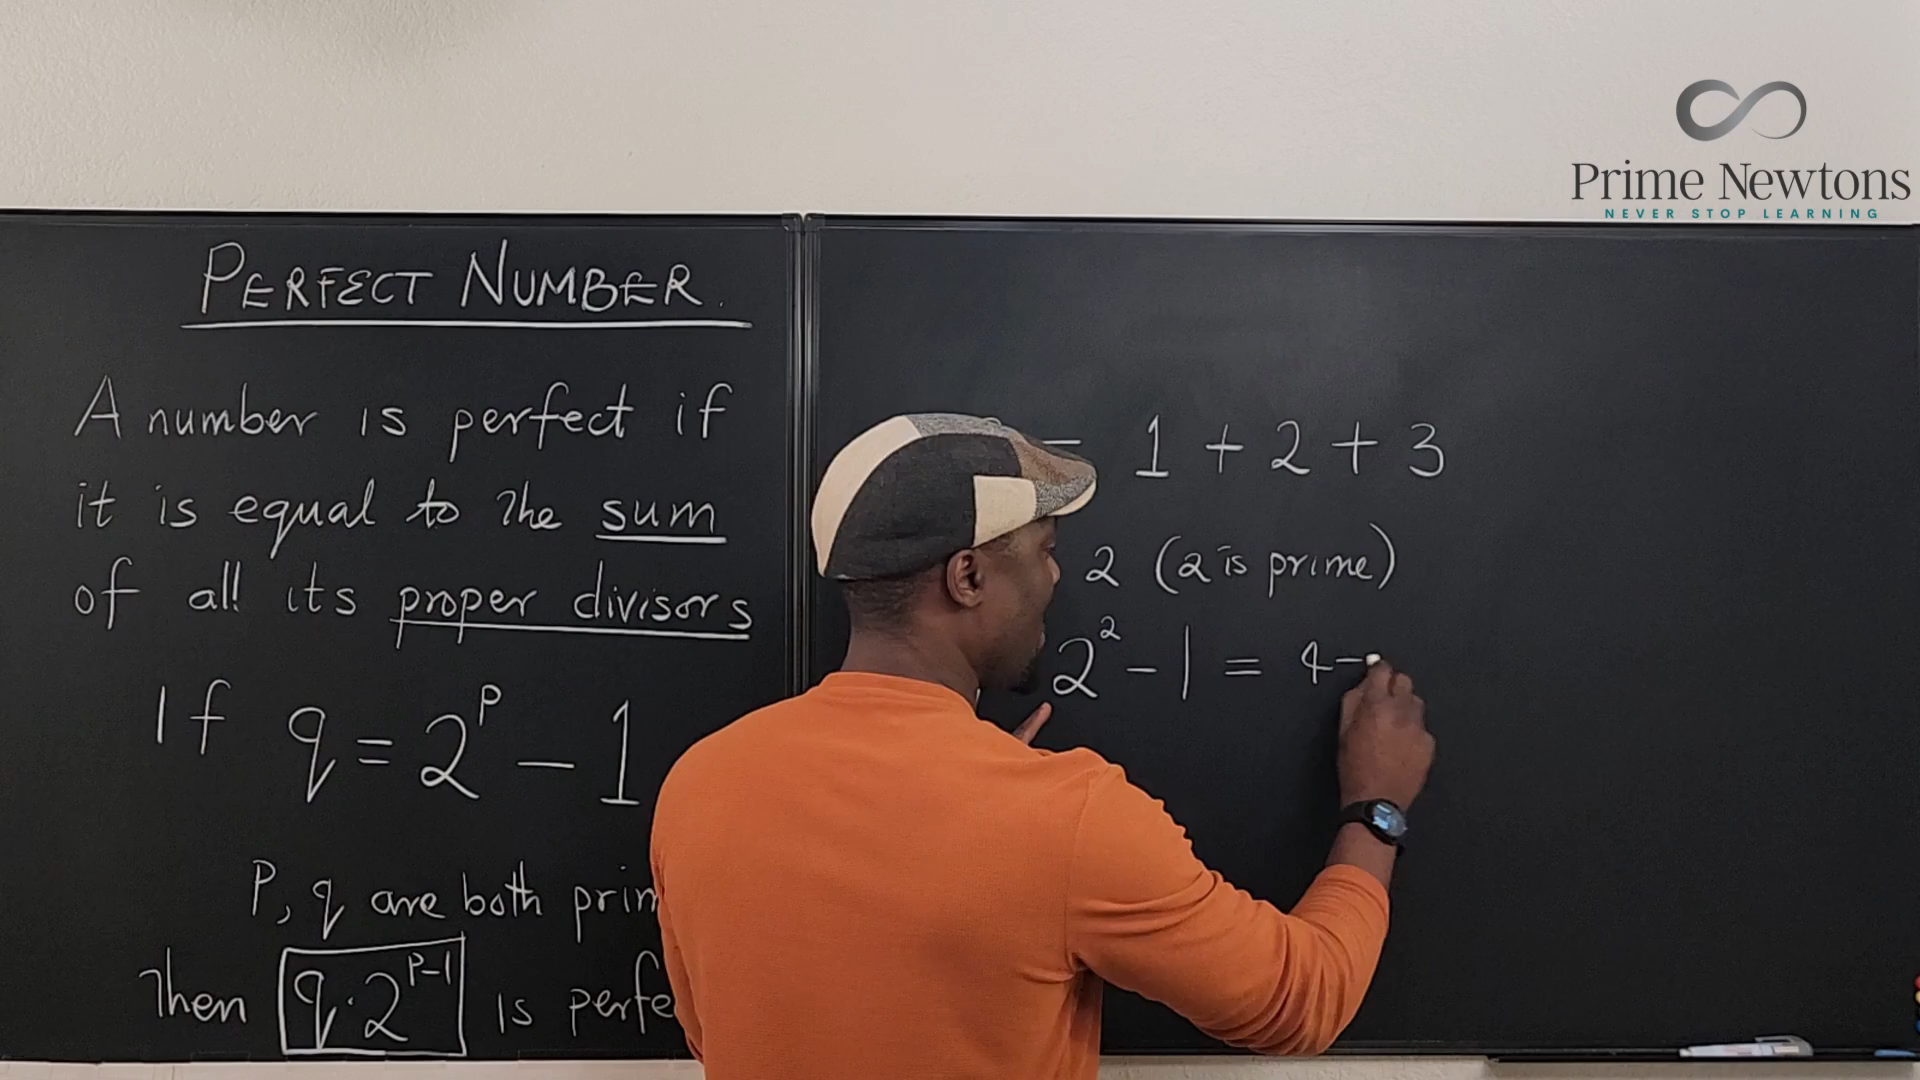 Prime Newtons
NEVER STOP LEARNING
PERFECT NUMBER.
A number is perfect if
it is equal to the sum
of all its proper divisors
If q = 2^p - 1
P, q are both prim
Then q·2^(p-1) is perfe
= 1 + 2 + 3
2 (2 is prime)
2² - 1 = 4 -